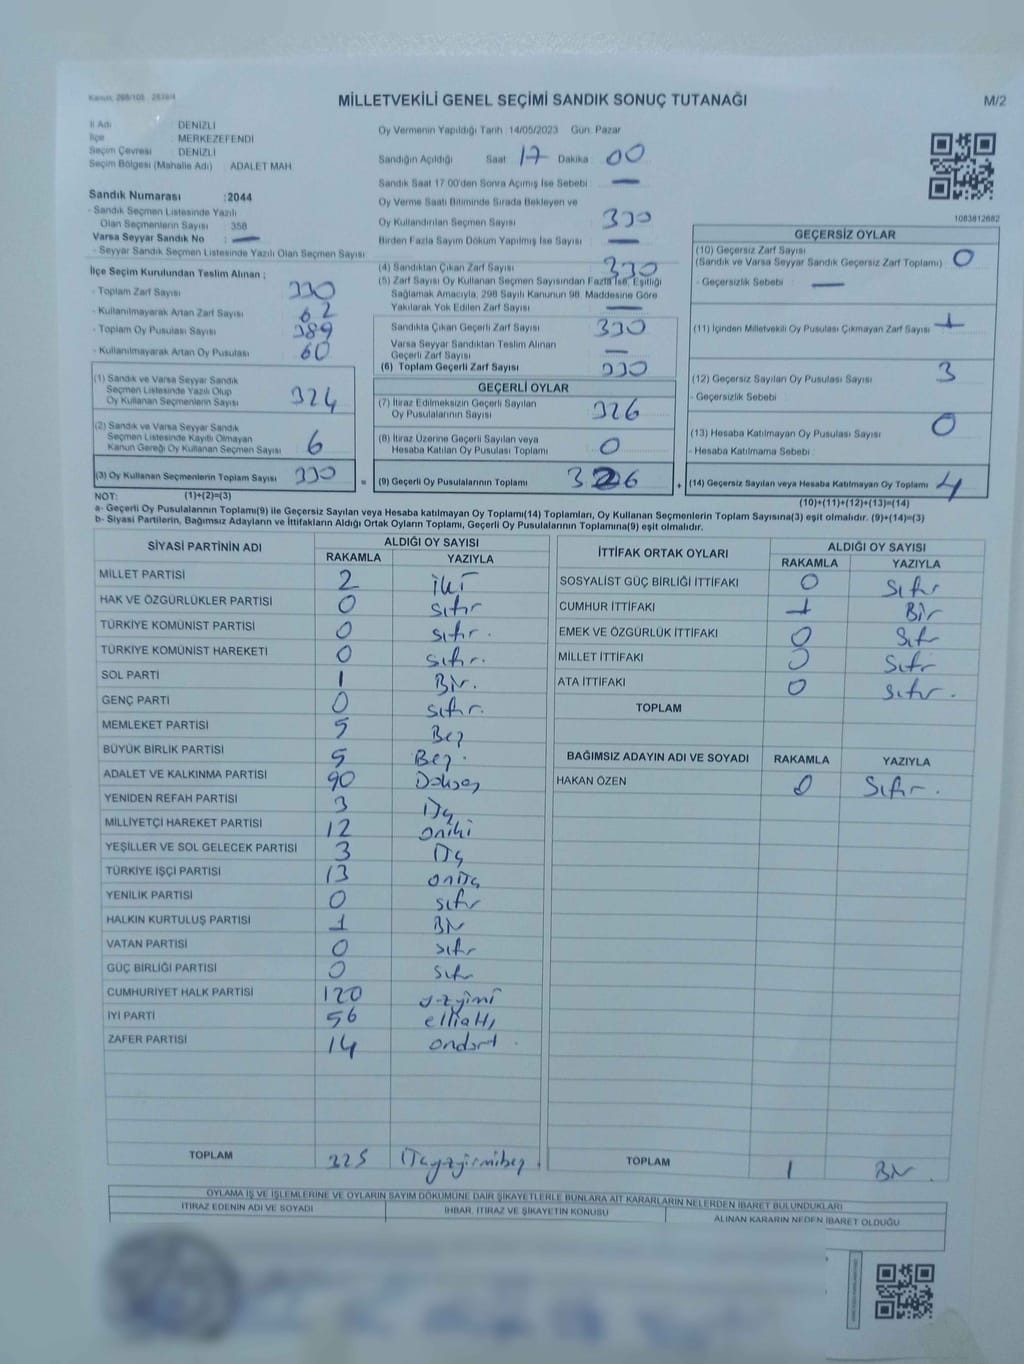 MİLLETVEKİLİ GENEL SEÇİMİ SANDIK SONUÇ TUTANAĞI
M/2
İl Adı DENİZLİ
İlçe MERKEZEFENDİ
Seçim Çevresi DENİZLİ
Seçim Bölgesi (Mahalle Adı) ADALET MAH
Sandık Numarası :2044
- Sandık Seçmen Listesinde Yazılı
Olan Seçmenlerin Sayısı 358
Varsa Seyyar Sandık No : —
- Seyyar Sandık Seçmen Listesinde Yazılı Olan Seçmen Sayısı
İlçe Seçim Kurulundan Teslim Alınan ;
- Toplam Zarf Sayısı 390
- Kullanılmayarak Artan Zarf Sayısı 62
- Toplam Oy Pusulası Sayısı 389
- Kullanılmayarak Artan Oy Pusulası 60
(1) Sandık ve Varsa Seyyar Sandık
Seçmen Listesinde Yazılı Olup
Oy Kullanan Seçmenlerin Sayısı 324
(2) Sandık ve Varsa Seyyar Sandık
Seçmen Listesinde Kayıtlı Olmayan
Kanun Gereği Oy Kullanan Seçmen Sayısı 6
(3) Oy Kullanan Seçmenlerin Toplam Sayısı 330
Oy Vermenin Yapıldığı Tarih : 14/05/2023 Gün: Pazar
Sandığın Açıldığı Saat 17 Dakika 00
Sandık Saat 17:00'den Sonra Açımış İse Sebebi —
Oy Verme Saati Bitiminde Sırada Bekleyen ve
Oy Kullandırılan Seçmen Sayısı 330
Birden Fazla Sayım Döküm Yapılmış İse Sayısı —
(4) Sandıktan Çıkan Zarf Sayısı 330
(5) Zarf Sayısı Oy Kullanan Seçmen Sayısından Fazla İse, Eşitliği
Sağlamak Amacıyla, 298 Sayılı Kanunun 98. Maddesine Göre
Yakılarak Yok Edilen Zarf Sayısı —
Sandıkta Çıkan Geçerli Zarf Sayısı 330
Varsa Seyyar Sandıktan Teslim Alınan
Geçerli Zarf Sayısı —
(6) Toplam Geçerli Zarf Sayısı 330
GEÇERLİ OYLAR
(7) İtiraz Edilmeksizin Geçerli Sayılan
Oy Pusulalarının Sayısı 326
(8) İtiraz Üzerine Geçerli Sayılan veya
Hesaba Katılan Oy Pusulası Toplamı 0
= (9) Geçerli Oy Pusulalarının Toplamı 326 +
1083812682
GEÇERSİZ OYLAR
(10) Geçersiz Zarf Sayısı
(Sandık ve Varsa Seyyar Sandık Geçersiz Zarf Toplamı) 0
- Geçersizlik Sebebi : —
(11) İçinden Milletvekili Oy Pusulası Çıkmayan Zarf Sayısı 1
(12) Geçersiz Sayılan Oy Pusulası Sayısı 3
- Geçersizlik Sebebi
(13) Hesaba Katılmayan Oy Pusulası Sayısı 0
- Hesaba Katılmama Sebebi
(14) Geçersiz Sayılan veya Hesaba Katılmayan Oy Toplamı 4
NOT: (1)+(2)=(3) (10)+(11)+(12)+(13)=(14)
a- Geçerli Oy Pusulalarının Toplamı(9) ile Geçersiz Sayılan veya Hesaba katılmayan Oy Toplamı(14) Toplamları, Oy Kullanan Seçmenlerin Toplam Sayısına(3) eşit olmalıdır. (9)+(14)=(3)
b- Siyasi Partilerin, Bağımsız Adayların ve İttifakların Aldığı Ortak Oyların Toplamı, Geçerli Oy Pusulalarının Toplamına(9) eşit olmalıdır.
SİYASİ PARTİNİN ADI ALDIĞI OY SAYISI
RAKAMLA YAZIYLA
MİLLET PARTİSİ 2 iki
HAK VE ÖZGÜRLÜKLER PARTİSİ 0 sıfır
TÜRKİYE KOMÜNİST PARTİSİ 0 sıfır.
TÜRKİYE KOMÜNİST HAREKETİ 0 sıfır.
SOL PARTİ 1 Bir.
GENÇ PARTİ 0 sıfır.
MEMLEKET PARTİSİ 5 Beş
BÜYÜK BİRLİK PARTİSİ 5 Beş.
ADALET VE KALKINMA PARTİSİ 90 Doksan
YENİDEN REFAH PARTİSİ 3 Üç
MİLLİYETÇİ HAREKET PARTİSİ 12 oniki
YEŞİLLER VE SOL GELECEK PARTİSİ 3 Üç
TÜRKİYE İŞÇİ PARTİSİ 13 onüç
YENİLİK PARTİSİ 0 sıfır
HALKIN KURTULUŞ PARTİSİ 1 Bir
VATAN PARTİSİ 0 sıfır
GÜÇ BİRLİĞİ PARTİSİ 0 sıfır
CUMHURİYET HALK PARTİSİ 120 yüzyirmi
İYİ PARTİ 56 elliAltı
ZAFER PARTİSİ 14 ondört
TOPLAM 325 Üçyüzyirmibeş
İTTİFAK ORTAK OYLARI ALDIĞI OY SAYISI
RAKAMLA YAZIYLA
SOSYALİST GÜÇ BİRLİĞİ İTTİFAKI 0 Sıfır
CUMHUR İTTİFAKI 1 Bir
EMEK VE ÖZGÜRLÜK İTTİFAKI 0 Sıfır
MİLLET İTTİFAKI 0 Sıfır
ATA İTTİFAKI 0 sıfır.
TOPLAM
BAĞIMSIZ ADAYIN ADI VE SOYADI RAKAMLA YAZIYLA
HAKAN ÖZEN 0 Sıfır.
TOPLAM 1 Bir.
OYLAMA İŞ VE İŞLEMLERİNE VE OYLARIN SAYIM DÖKÜMÜNE DAİR ŞİKAYETLERLE BUNLARA AİT KARARLARIN NELERDEN İBARET BULUNDUKLARI
İTİRAZ EDENİN ADI VE SOYADI İHBAR, İTİRAZ VE ŞİKAYETİN KONUSU ALINAN KARARIN NEDEN İBARET OLDUĞU